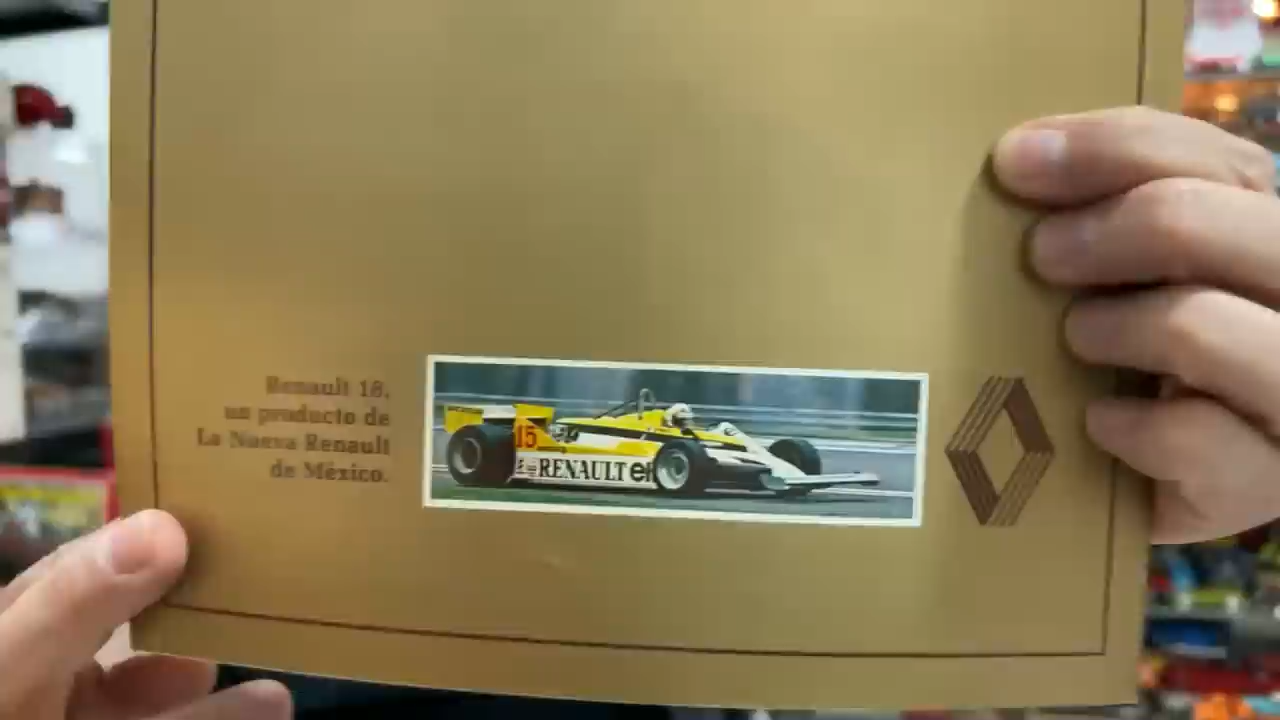 Renault 18,
un producto de
La Nueva Renault
de México.
15
RENAULT elf